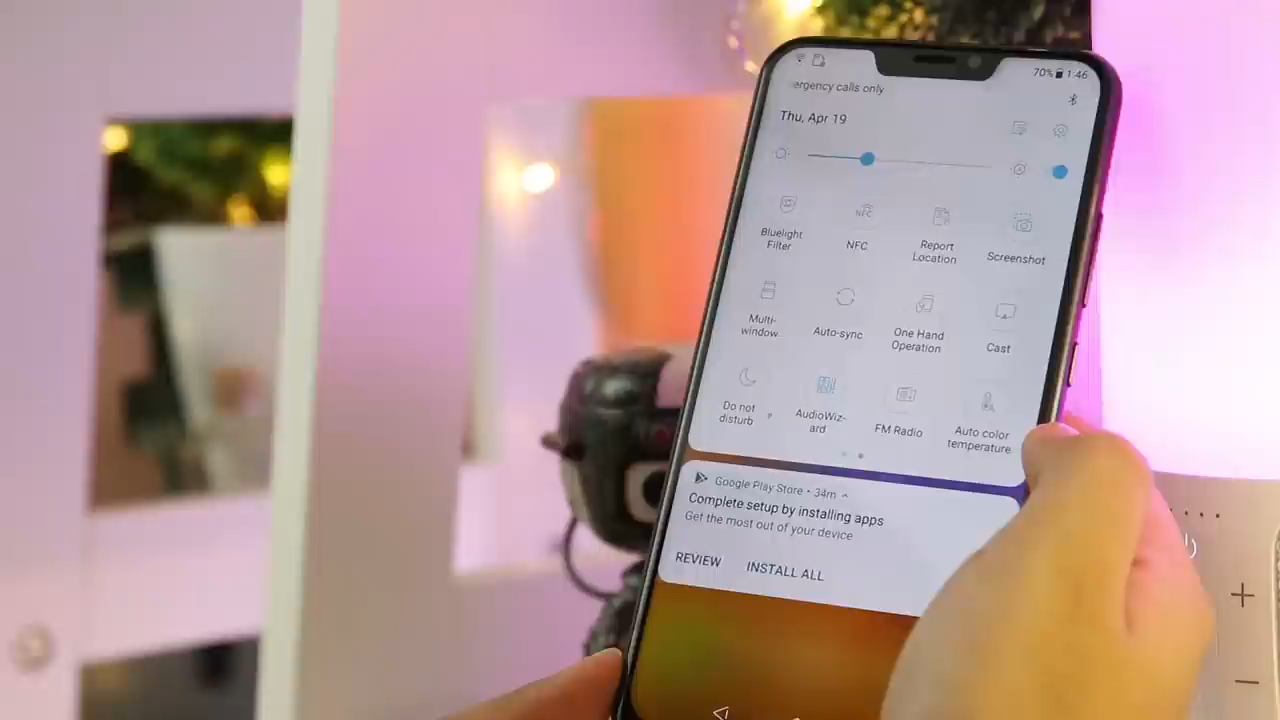 70% 1:46
ergency calls only
Thu, Apr 19
Bluelight
Filter
NFC
NFC
Report
Location
Screenshot
Multi-
window
Auto-sync
One Hand
Operation
Cast
Do not
disturb
AudioWiz-
ard
FM Radio
Auto color
temperature
Google Play Store • 34m
Complete setup by installing apps
Get the most out of your device
REVIEW INSTALL ALL